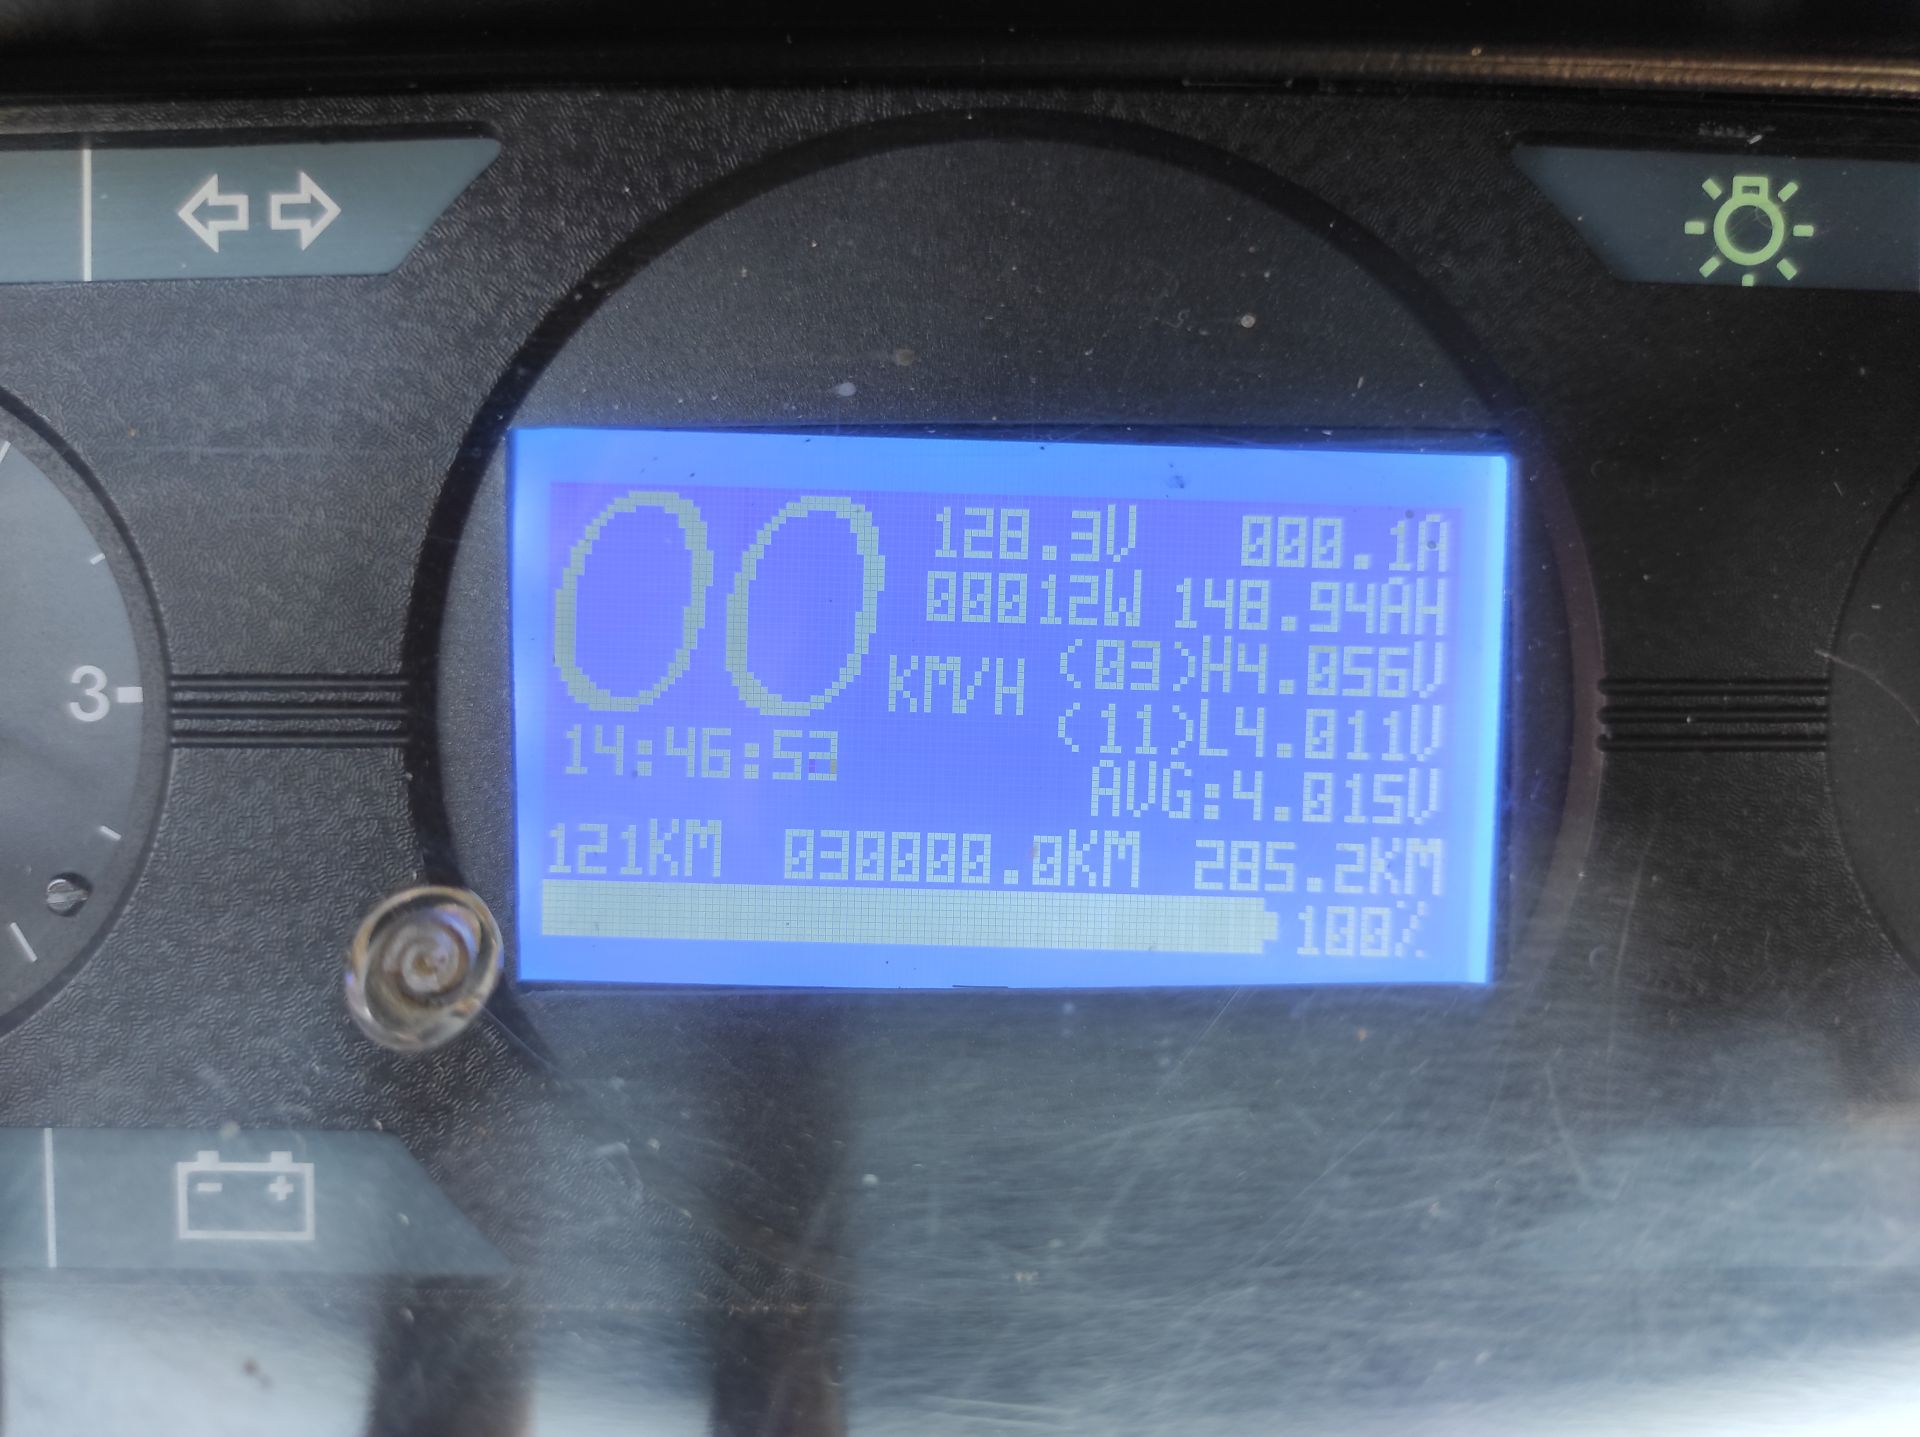 00 KM/H
128.3V 000.1A
00012W 148.94AH
(03)H4.056V
(11)L4.011V
AVG:4.015V
14:46:52
121KM 030000.0KM 285.2KM
100%
3
- +